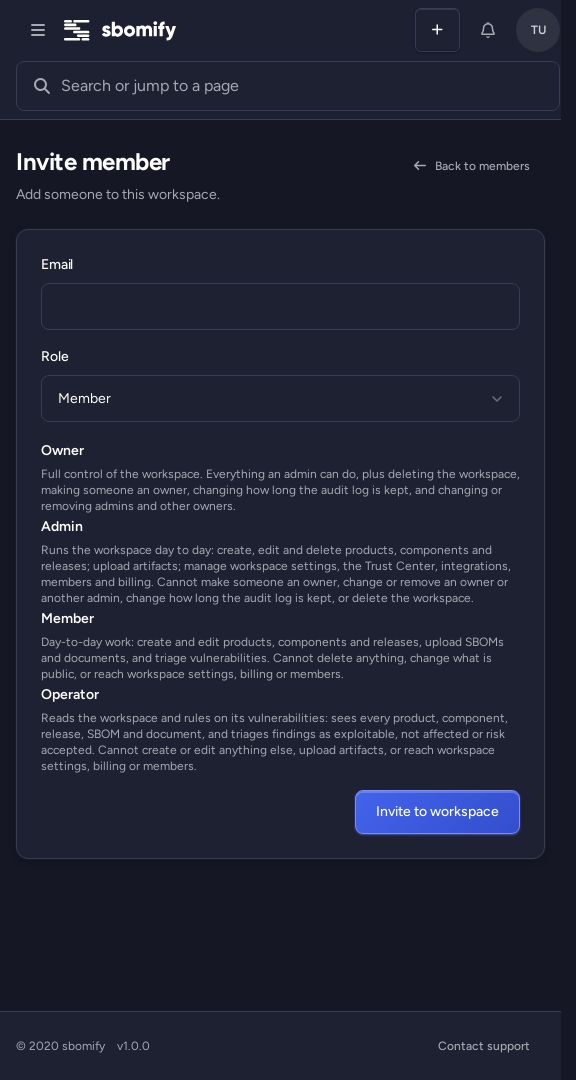 sbomify
+
TU
Search or jump to a page
Invite member
Back to members
Add someone to this workspace.
Email
Role
Member
Owner
Full control of the workspace. Everything an admin can do, plus deleting the workspace,
making someone an owner, changing how long the audit log is kept, and changing or
removing admins and other owners.
Admin
Runs the workspace day to day: create, edit and delete products, components and
releases; upload artifacts; manage workspace settings, the Trust Center, integrations,
members and billing. Cannot make someone an owner, change or remove an owner or
another admin, change how long the audit log is kept, or delete the workspace.
Member
Day-to-day work: create and edit products, components and releases, upload SBOMs
and documents, and triage vulnerabilities. Cannot delete anything, change what is
public, or reach workspace settings, billing or members.
Operator
Reads the workspace and rules on its vulnerabilities: sees every product, component,
release, SBOM and document, and triages findings as exploitable, not affected or risk
accepted. Cannot create or edit anything else, upload artifacts, or reach workspace
settings, billing or members.
Invite to workspace
© 2020 sbomify v1.0.0
Contact support